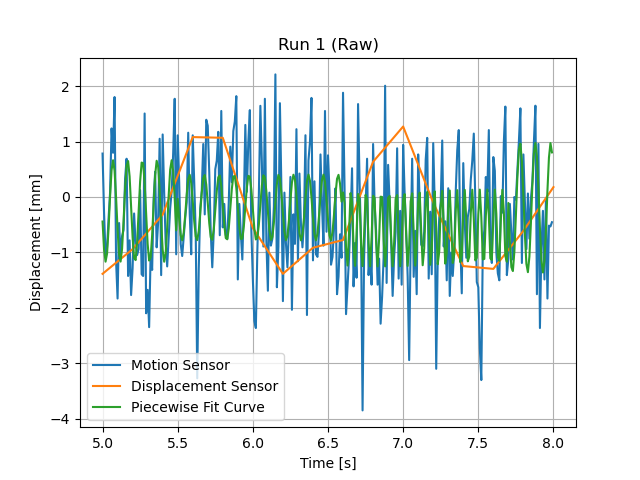 Run 1 (Raw)
2
1
0
−1
−2
−3
−4
Displacement [mm]
Motion Sensor
Displacement Sensor
Piecewise Fit Curve
5.0 5.5 6.0 6.5 7.0 7.5 8.0
Time [s]